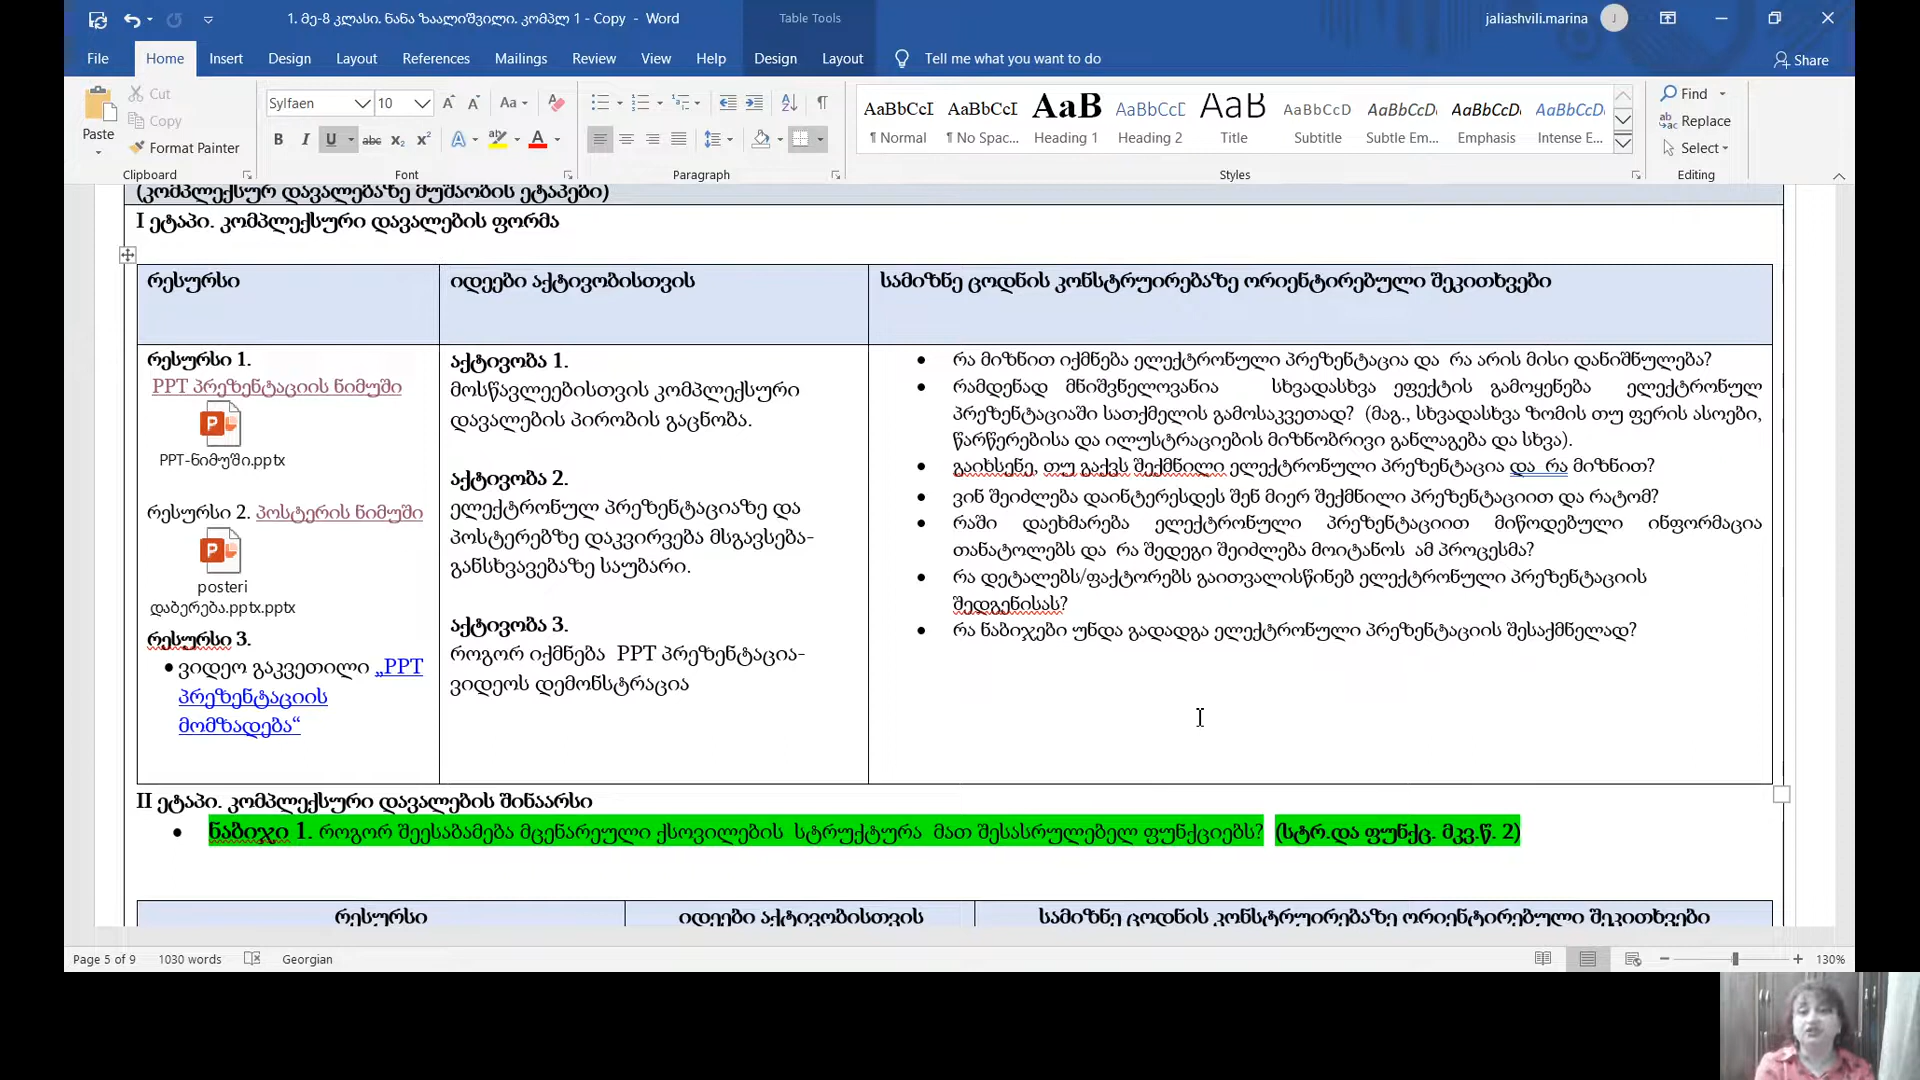 1. მე-8 კლასი. ნანა ზაალიშვილი. კომპლ 1 - Copy - Word
Table Tools
jaliashvili.marina
J
File
Home
Insert
Design
Layout
References
Mailings
Review
View
Help
Design
Layout
Tell me what you want to do
Share
Paste
Cut
Copy
Format Painter
Clipboard
Sylfaen
10
Font
Paragraph
AaBbCcI
¶ Normal
AaBbCcI
¶ No Spac...
AaB
Heading 1
AaBbCcC
Heading 2
AaB
Title
AaBbCcD
Subtitle
AaBbCcDı
Subtle Em...
AaBbCcDı
Emphasis
AaBbCcDı
Intense E...
Styles
Find
Replace
Select
Editing
(კომპლექსურ დავალებაზე მუშაობის ეტაპები)
I ეტაპი. კომპლექსური დავალების ფორმა
რესურსი
იდეები აქტივობისთვის
სამიზნე ცოდნის კონსტრუირებაზე ორიენტირებული შეკითხვები
რესურსი 1.
PPT პრეზენტაციის ნიმუში
PPT-ნიმუში.pptx
რესურსი 2. პოსტერის ნიმუში
posteri
დაბერება.pptx.pptx
რესურსი 3.
• ვიდეო გაკვეთილი „PPT
პრეზენტაციის
მომზადება“
აქტივობა 1.
მოსწავლეებისთვის კომპლექსური
დავალების პირობის გაცნობა.
აქტივობა 2.
ელექტრონულ პრეზენტაციაზე და
პოსტერებზე დაკვირვება მსგავსება-
განსხვავებაზე საუბარი.
აქტივობა 3.
როგორ იქმნება PPT პრეზენტაცია-
ვიდეოს დემონსტრაცია
• რა მიზნით იქმნება ელექტრონული პრეზენტაცია და რა არის მისი დანიშნულება?
• რამდენად მნიშვნელოვანია სხვადასხვა ეფექტის გამოყენება ელექტრონულ
პრეზენტაციაში სათქმელის გამოსაკვეთად? (მაგ., სხვადასხვა ზომის თუ ფერის ასოები,
წარწერებისა და ილუსტრაციების მიზნობრივი განლაგება და სხვა).
• გაიხსენე, თუ გაქვს შექმნილი ელექტრონული პრეზენტაცია და რა მიზნით?
• ვინ შეიძლება დაინტერესდეს შენ მიერ შექმნილი პრეზენტაციით და რატომ?
• რაში დაეხმარება ელექტრონული პრეზენტაციით მიწოდებული ინფორმაცია
თანატოლებს და რა შედეგი შეიძლება მოიტანოს ამ პროცესმა?
• რა დეტალებს/ფაქტორებს გაითვალისწინებ ელექტრონული პრეზენტაციის
შედგენისას?
• რა ნაბიჯები უნდა გადადგა ელექტრონული პრეზენტაციის შესაქმნელად?
II ეტაპი. კომპლექსური დავალების შინაარსი
• ნაბიჯი 1. როგორ შეესაბამება მცენარეული ქსოვილების სტრუქტურა მათ შესასრულებელ ფუნქციებს? (სტრ.და ფუნქც. მკვ.წ. 2)
რესურსი
იდეები აქტივობისთვის
სამიზნე ცოდნის კონსტრუირებაზე ორიენტირებული შეკითხვები
Page 5 of 9
1030 words
Georgian
130%